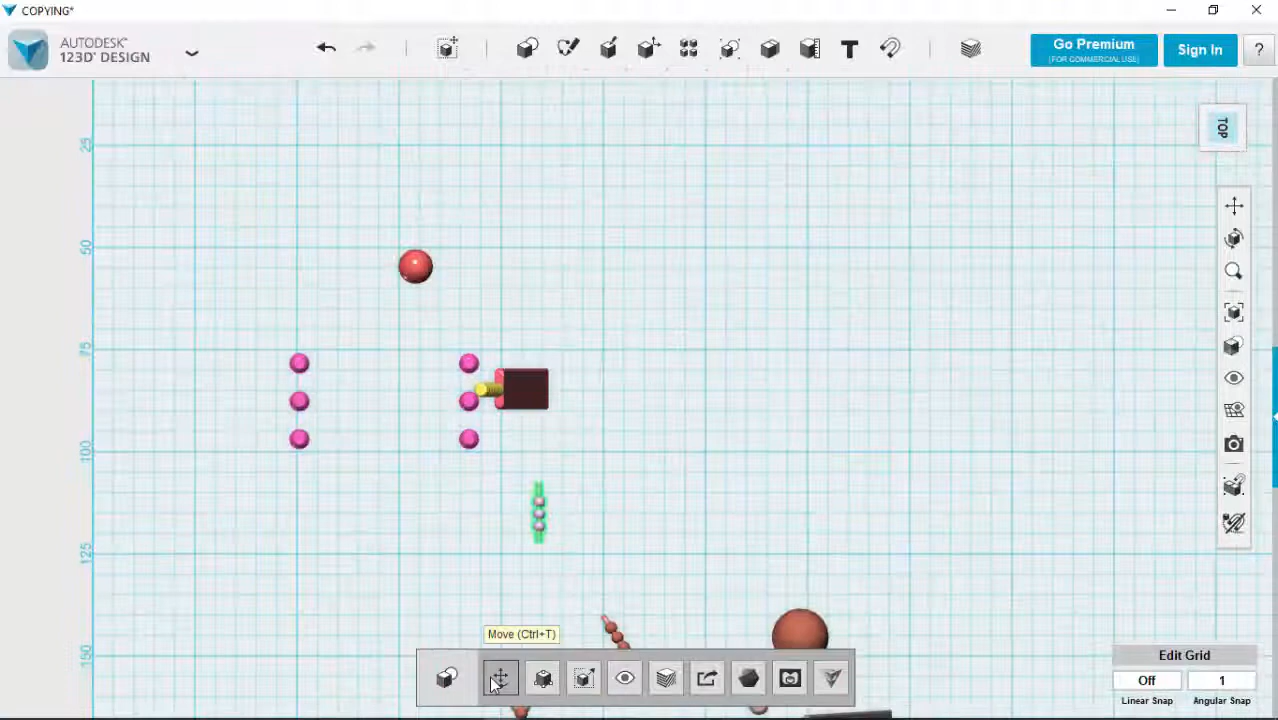 COPYING*
AUTODESK®
123D® DESIGN
Go Premium
[FOR COMMERCIAL USE]
Sign In
?
TOP
25
50
75
100
125
150
Move (Ctrl+T)
Edit Grid
Off
1
Linear Snap
Angular Snap